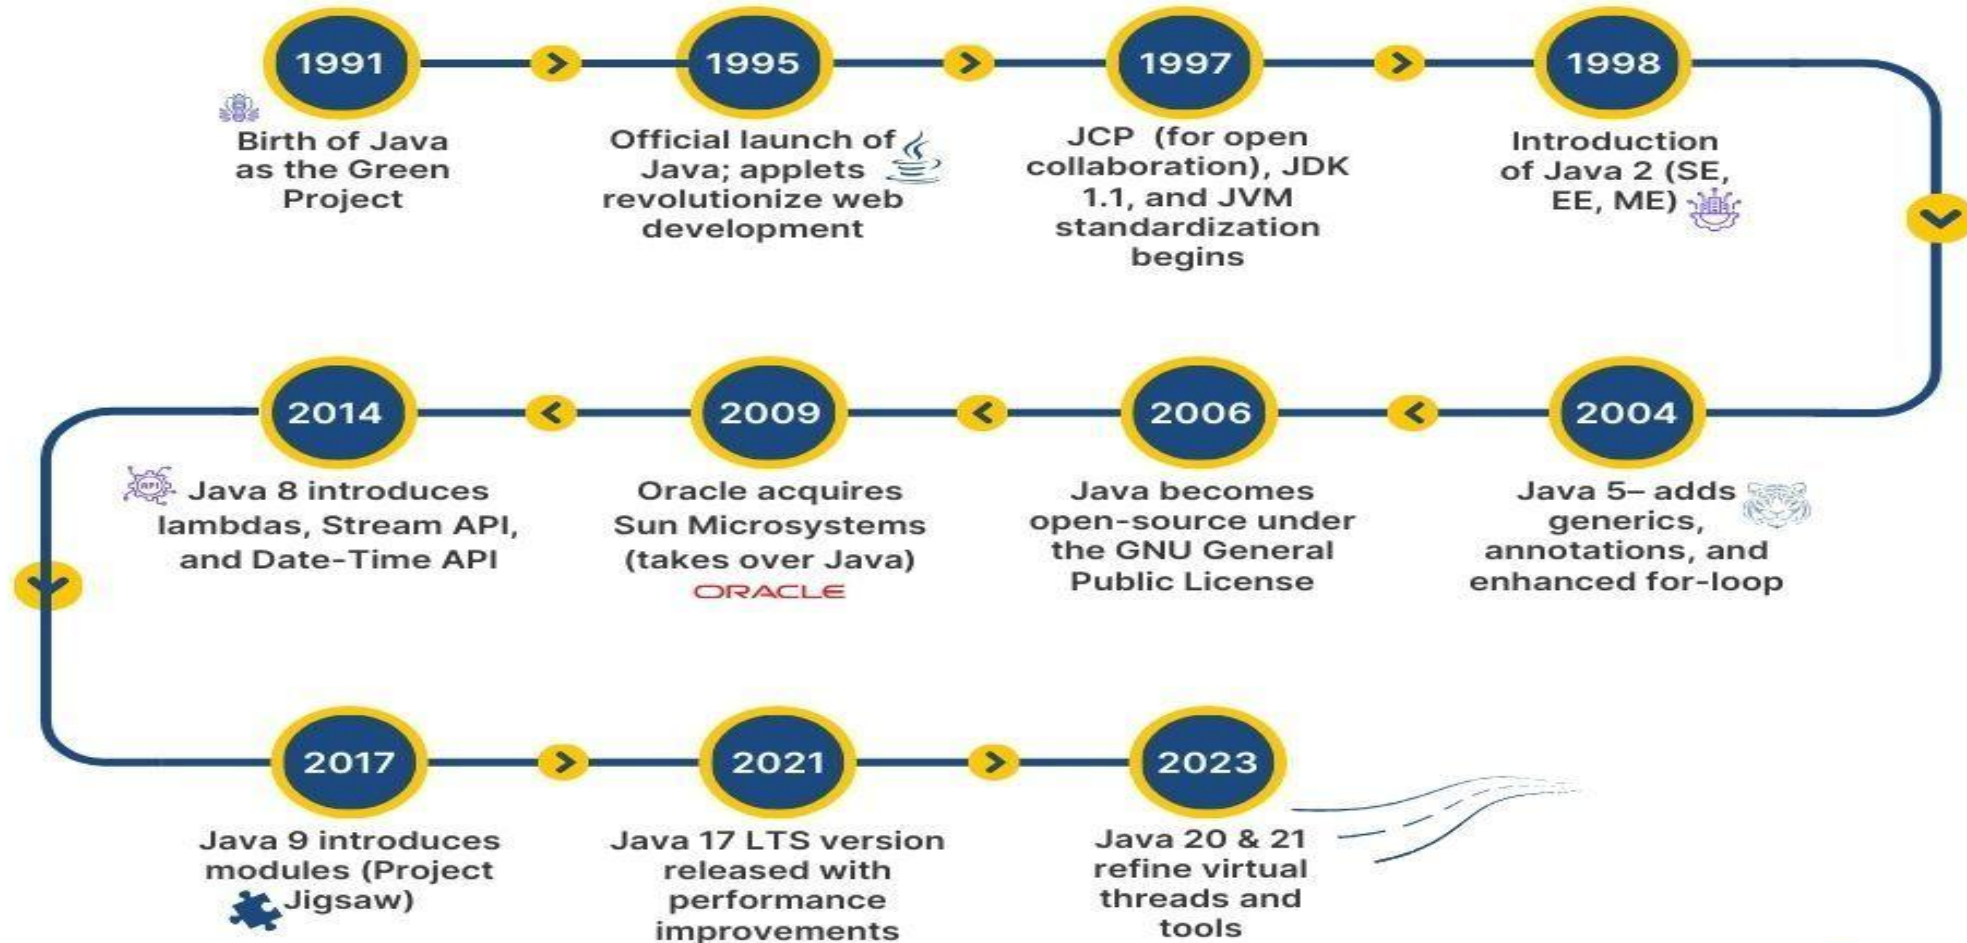 1991
Birth of Java
as the Green
Project
1995
Official launch of
Java; applets
revolutionize web
development
1997
JCP (for open
collaboration), JDK
1.1, and JVM
standardization
begins
1998
Introduction
of Java 2 (SE,
EE, ME)
2004
Java 5– adds
generics,
annotations, and
enhanced for-loop
2006
Java becomes
open-source under
the GNU General
Public License
2009
Oracle acquires
Sun Microsystems
(takes over Java)
ORACLE
2014
API
Java 8 introduces
lambdas, Stream API,
and Date-Time API
2017
Java 9 introduces
modules (Project
Jigsaw)
2021
Java 17 LTS version
released with
performance
improvements
2023
Java 20 & 21
refine virtual
threads and
tools